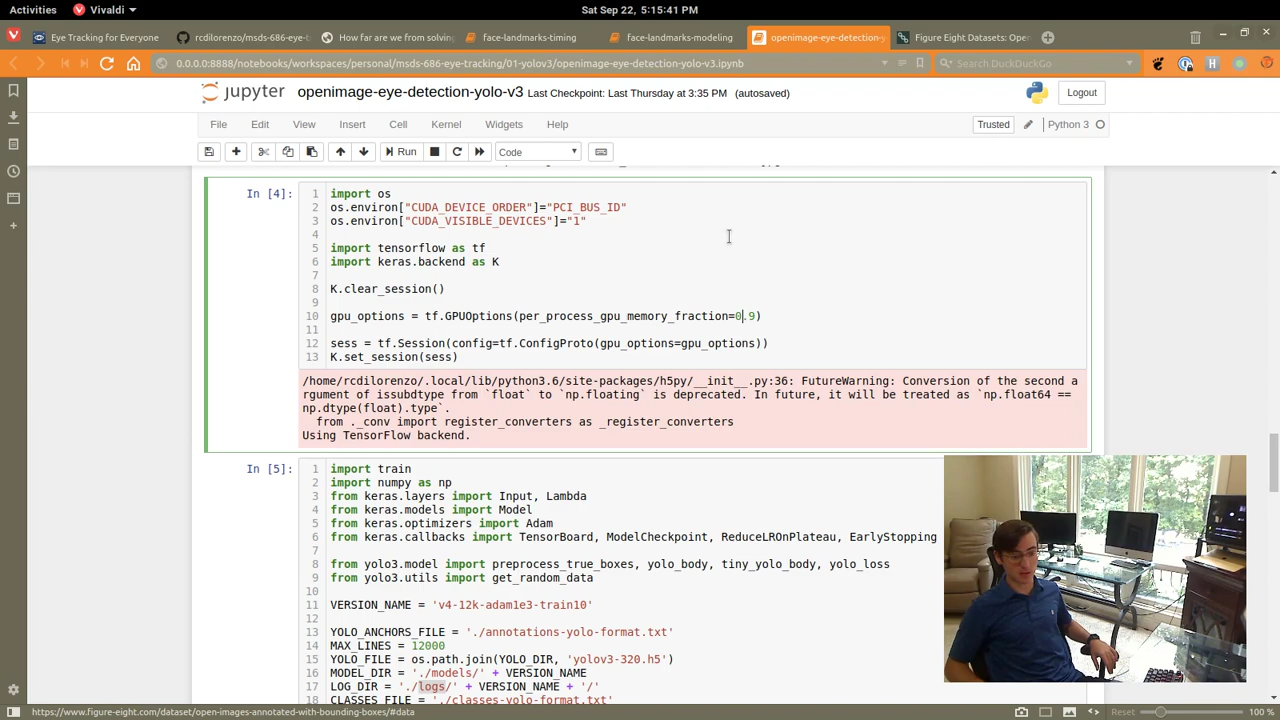 Activities Vivaldi Sat Sep 22, 5:15:41 PM
Eye Tracking for Everyone rcdilorenzo/msds-686-eye-t How far are we from solving face-landmarks-timing face-landmarks-modeling openimage-eye-detection-y Figure Eight Datasets: Ope
0.0.0.0:8888/notebooks/workspaces/personal/msds-686-eye-tracking/01-yolov3/openimage-eye-detection-yolo-v3.ipynb Search DuckDuckGo
jupyter openimage-eye-detection-yolo-v3 Last Checkpoint: Last Thursday at 3:35 PM (autosaved) Logout
File Edit View Insert Cell Kernel Widgets Help Trusted Python 3
Run Code
In [4]:
1 import os
2 os.environ["CUDA_DEVICE_ORDER"]="PCI_BUS_ID"
3 os.environ["CUDA_VISIBLE_DEVICES"]="1"
4
5 import tensorflow as tf
6 import keras.backend as K
7
8 K.clear_session()
9
10 gpu_options = tf.GPUOptions(per_process_gpu_memory_fraction=0.9)
11
12 sess = tf.Session(config=tf.ConfigProto(gpu_options=gpu_options))
13 K.set_session(sess)
/home/rcdilorenzo/.local/lib/python3.6/site-packages/h5py/__init__.py:36: FutureWarning: Conversion of the second a
rgument of issubdtype from `float` to `np.floating` is deprecated. In future, it will be treated as `np.float64 ==
np.dtype(float).type`.
from ._conv import register_converters as _register_converters
Using TensorFlow backend.
In [5]:
1 import train
2 import numpy as np
3 from keras.layers import Input, Lambda
4 from keras.models import Model
5 from keras.optimizers import Adam
6 from keras.callbacks import TensorBoard, ModelCheckpoint, ReduceLROnPlateau, EarlyStopping
7
8 from yolo3.model import preprocess_true_boxes, yolo_body, tiny_yolo_body, yolo_loss
9 from yolo3.utils import get_random_data
10
11 VERSION_NAME = 'v4-12k-adam1e3-train10'
12
13 YOLO_ANCHORS_FILE = './annotations-yolo-format.txt'
14 MAX_LINES = 12000
15 YOLO_FILE = os.path.join(YOLO_DIR, 'yolov3-320.h5')
16 MODEL_DIR = './models/' + VERSION_NAME
17 LOG_DIR = './logs/' + VERSION_NAME + '/'
18 CLASSES_FILE = './classes-yolo-format.txt'
https://www.figure-eight.com/dataset/open-images-annotated-with-bounding-boxes/#data Reset 100 %